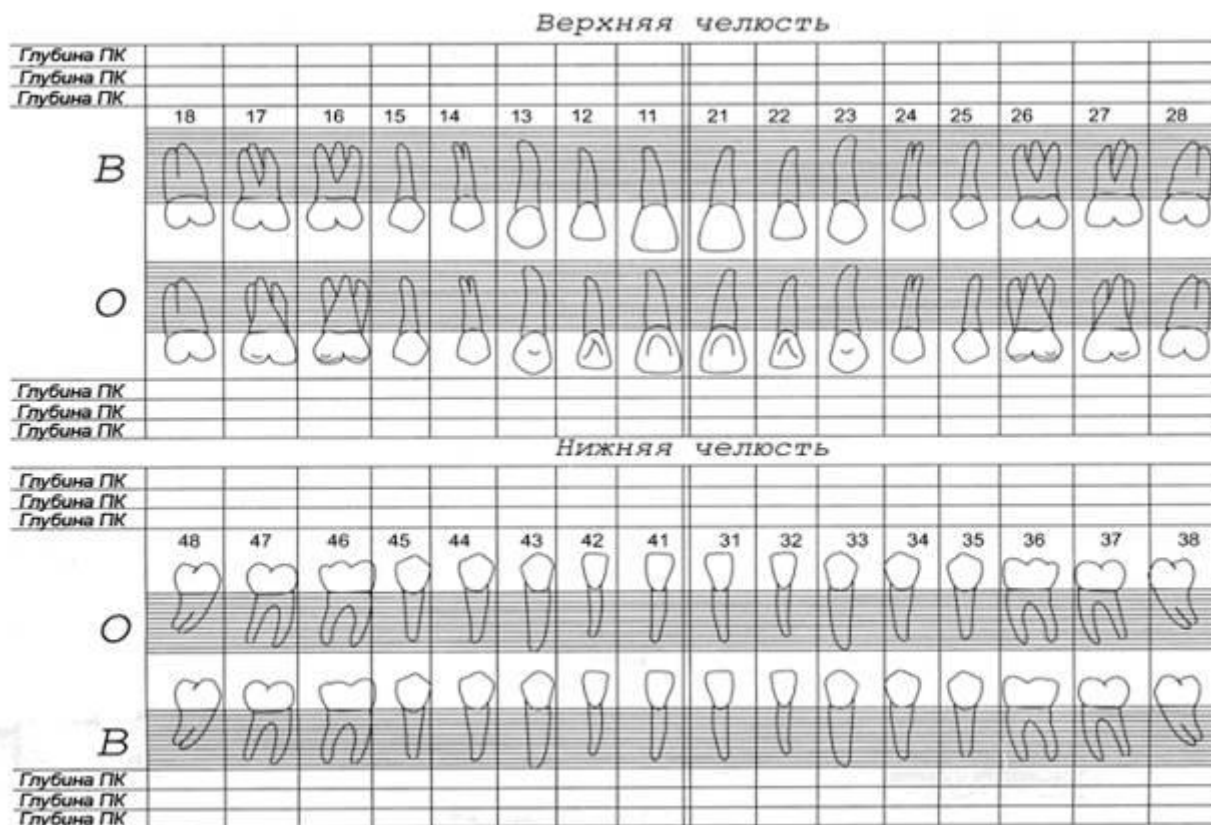 Верхняя челюсть
Глубина ПК
Глубина ПК
Глубина ПК
18 17 16 15 14 13 12 11 21 22 23 24 25 26 27 28
В
О
Глубина ПК
Глубина ПК
Глубина ПК
Нижняя челюсть
Глубина ПК
Глубина ПК
Глубина ПК
48 47 46 45 44 43 42 41 31 32 33 34 35 36 37 38
О
В
Глубина ПК
Глубина ПК
Глубина ПК